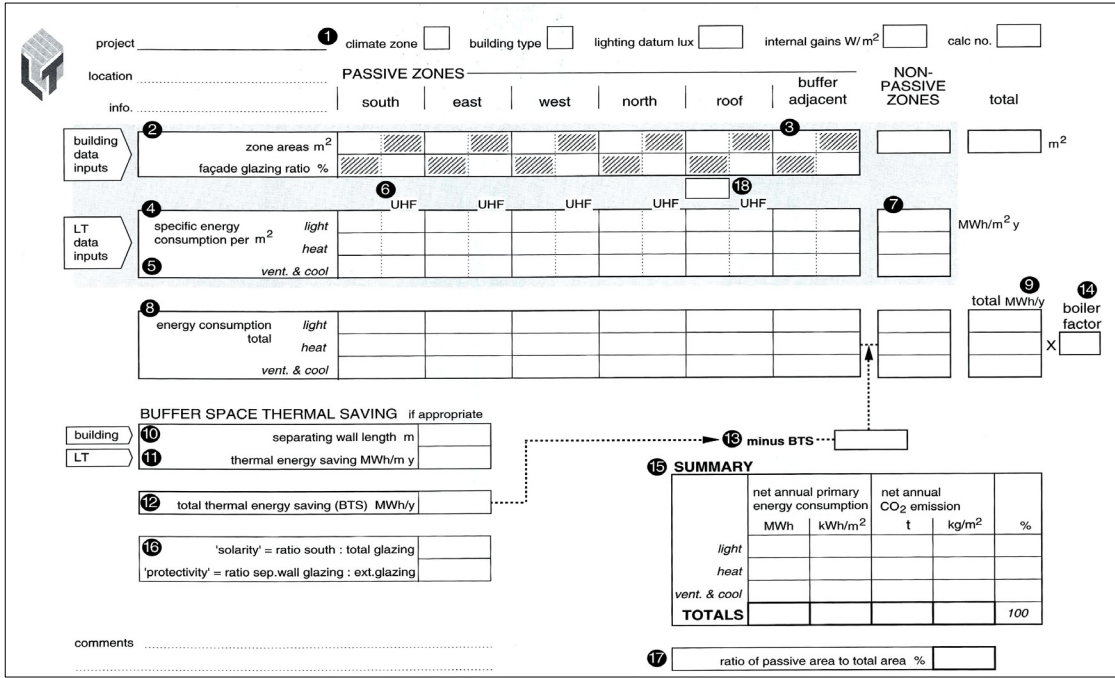 LT
project
1 climate zone building type lighting datum lux internal gains W/m² calc no.
location
PASSIVE ZONES
NON-PASSIVE ZONES
info.
south east west north roof buffer adjacent total
building data inputs
2 zone areas m² 3 m²
façade glazing ratio %
6 18
UHF UHF UHF UHF UHF
LT data inputs
4 specific energy consumption per m² light 7 MWh/m² y
heat
5 vent. & cool
9 total MWh/y
14 boiler factor
8 energy consumption total light
heat X
vent. & cool
BUFFER SPACE THERMAL SAVING if appropriate
building 10 separating wall length m
LT 11 thermal energy saving MWh/m y
13 minus BTS
12 total thermal energy saving (BTS) MWh/y
16 'solarity' = ratio south : total glazing
'protectivity' = ratio sep.wall glazing : ext.glazing
15 SUMMARY
net annual primary energy consumption net annual CO₂ emission
MWh kWh/m² t kg/m² %
light
heat
vent. & cool
TOTALS 100
comments
17 ratio of passive area to total area %